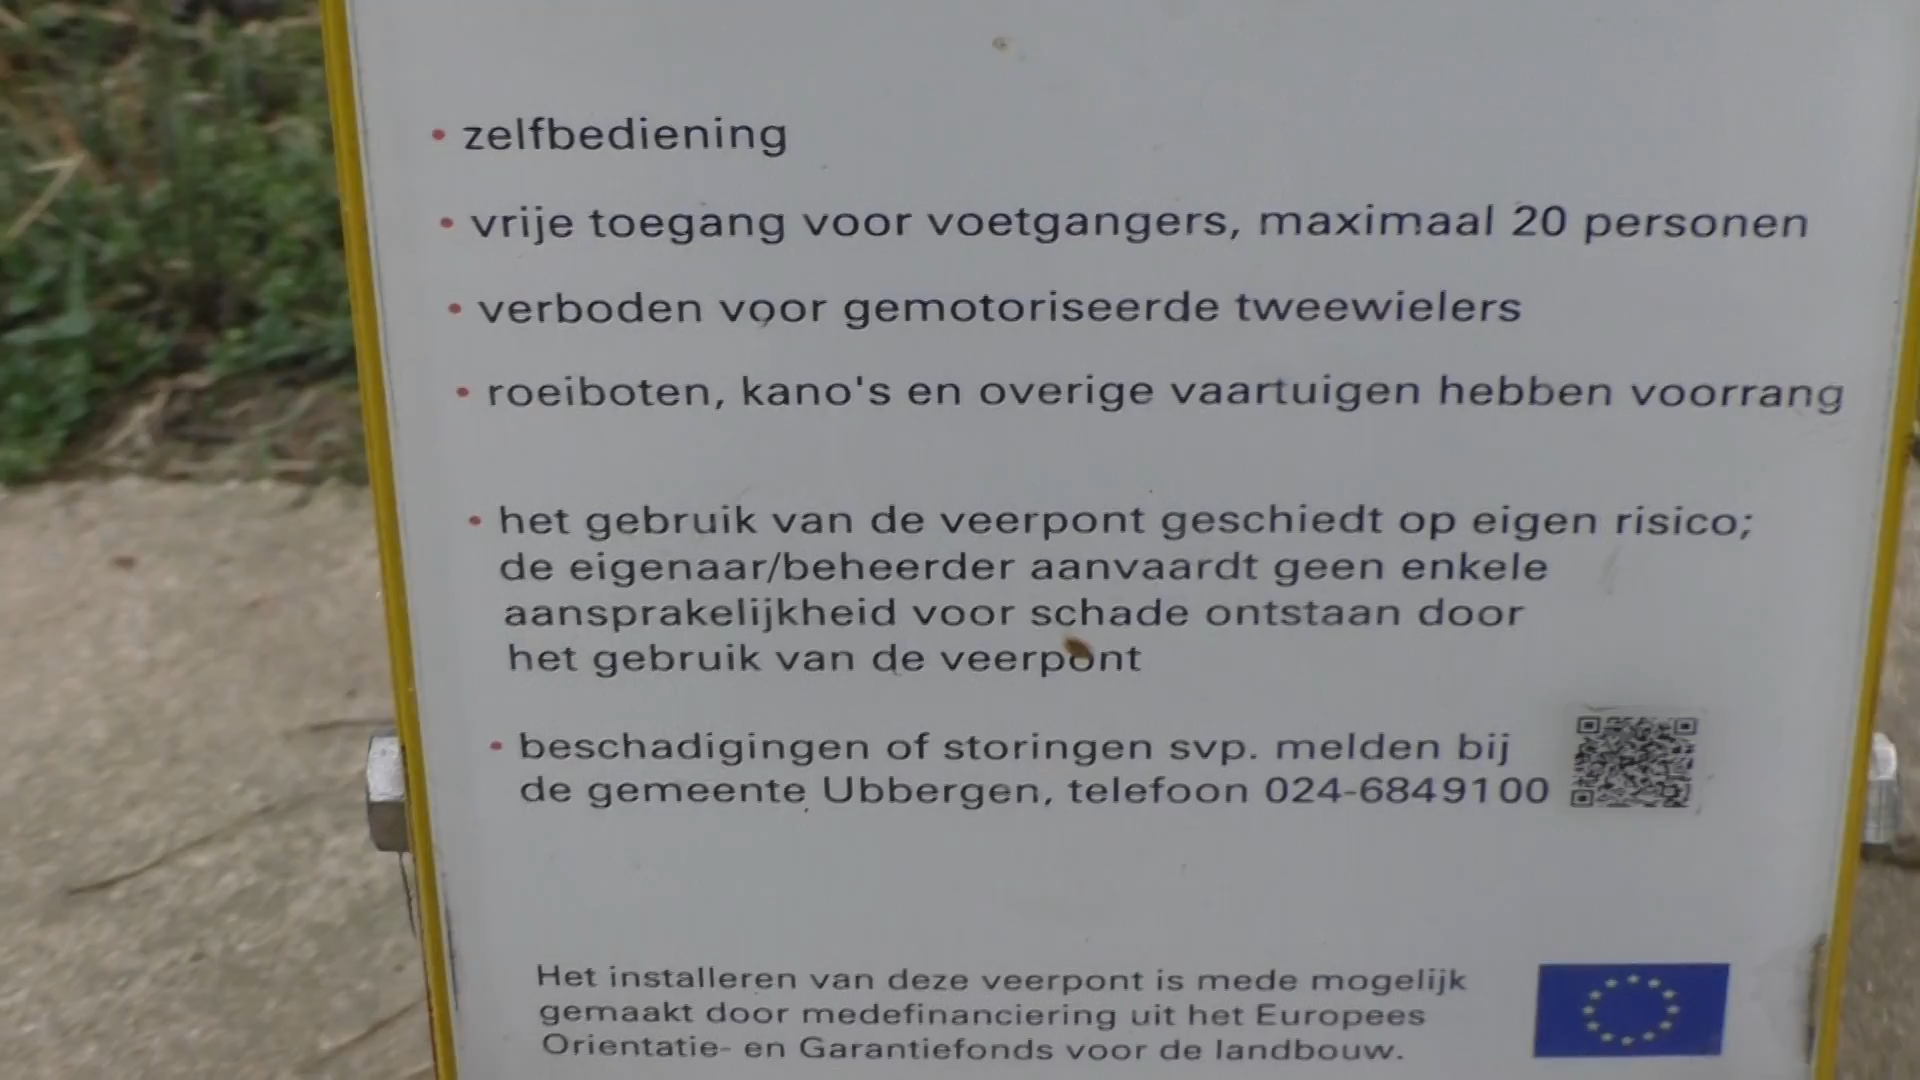 • zelfbediening
• vrije toegang voor voetgangers, maximaal 20 personen
• verboden voor gemotoriseerde tweewielers
• roeiboten, kano's en overige vaartuigen hebben voorrang
• het gebruik van de veerpont geschiedt op eigen risico;
de eigenaar/beheerder aanvaardt geen enkele
aansprakelijkheid voor schade ontstaan door
het gebruik van de veerpont
• beschadigingen of storingen svp. melden bij
de gemeente Ubbergen, telefoon 024-6849100
Het installeren van deze veerpont is mede mogelijk
gemaakt door medefinanciering uit het Europees
Orientatie- en Garantiefonds voor de landbouw.